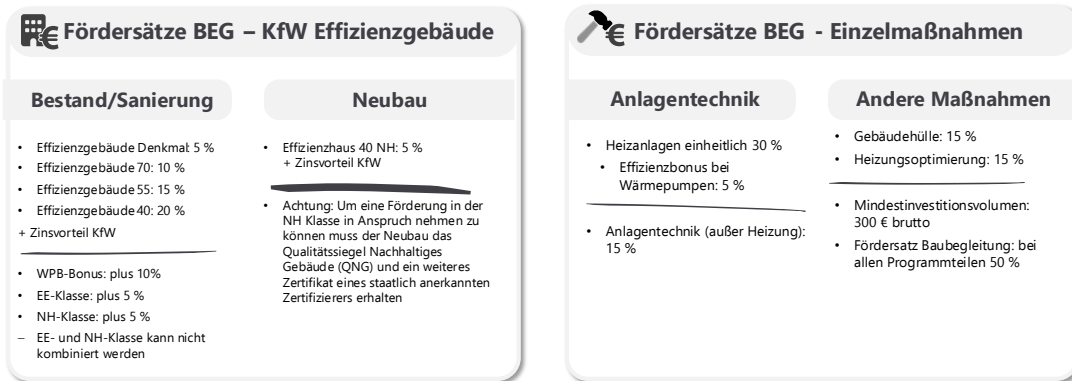 Fördersätze BEG – KfW Effizienzgebäude
Bestand/Sanierung
• Effizienzgebäude Denkmal: 5 %
• Effizienzgebäude 70: 10 %
• Effizienzgebäude 55: 15 %
• Effizienzgebäude 40: 20 %
+ Zinsvorteil KfW
• WPB-Bonus: plus 10%
• EE-Klasse: plus 5 %
• NH-Klasse: plus 5 %
– EE- und NH-Klasse kann nicht
kombiniert werden
Neubau
• Effizienzhaus 40 NH: 5 %
+ Zinsvorteil KfW
• Achtung: Um eine Förderung in der
NH Klasse in Anspruch nehmen zu
können muss der Neubau das
Qualitätssiegel Nachhaltiges
Gebäude (QNG) und ein weiteres
Zertifikat eines staatlich anerkannten
Zertifizierers erhalten
Fördersätze BEG - Einzelmaßnahmen
Anlagentechnik
• Heizanlagen einheitlich 30 %
• Effizienzbonus bei
Wärmepumpen: 5 %
• Anlagentechnik (außer Heizung):
15 %
Andere Maßnahmen
• Gebäudehülle: 15 %
• Heizungsoptimierung: 15 %
• Mindestinvestitionsvolumen:
300 € brutto
• Fördersatz Baubegleitung: bei
allen Programmteilen 50 %